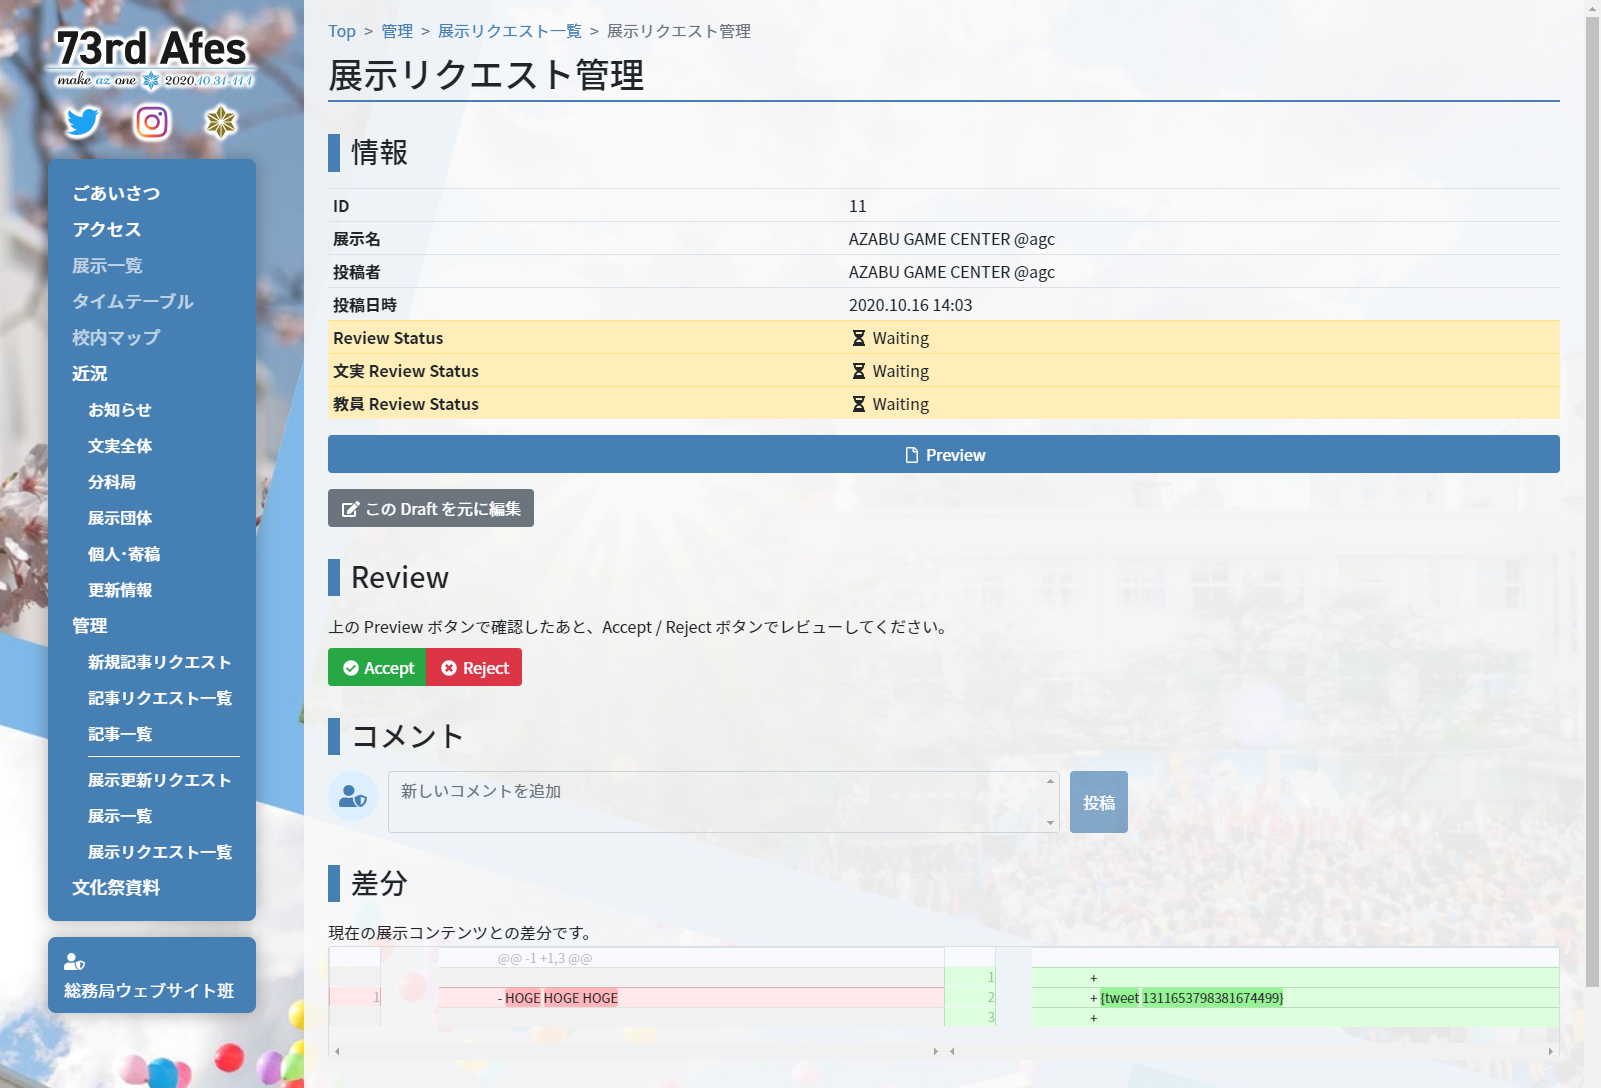 73rd Afes
make az one 2020.10.31-11.1
ごあいさつ
アクセス
展示一覧
タイムテーブル
校内マップ
近況
お知らせ
文実全体
分科局
展示団体
個人･寄稿
更新情報
管理
新規記事リクエスト
記事リクエスト一覧
記事一覧
展示更新リクエスト
展示一覧
展示リクエスト一覧
文化祭資料
総務局ウェブサイト班
Top > 管理 > 展示リクエスト一覧 > 展示リクエスト管理
展示リクエスト管理
情報
ID 11
展示名 AZABU GAME CENTER @agc
投稿者 AZABU GAME CENTER @agc
投稿日時 2020.10.16 14:03
Review Status Waiting
文実 Review Status Waiting
教員 Review Status Waiting
Preview
この Draft を元に編集
Review
上の Preview ボタンで確認したあと、Accept / Reject ボタンでレビューしてください。
Accept Reject
コメント
新しいコメントを追加
投稿
差分
現在の展示コンテンツとの差分です。
@@ -1 +1,3 @@
1 +
1 - HOGE HOGE HOGE 2 + {tweet 1311653798381674499}
3 +